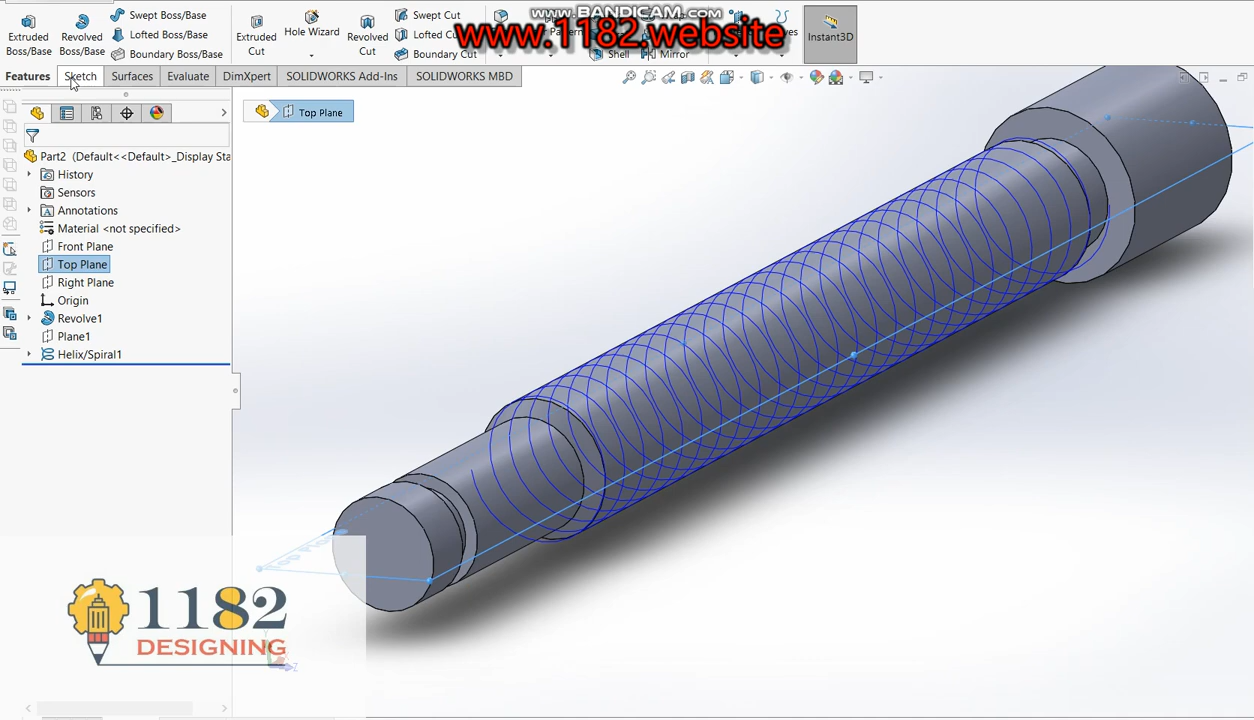 www.BANDICAM.com
www.1182.website
Extruded Boss/Base
Revolved Boss/Base
Swept Boss/Base
Lofted Boss/Base
Boundary Boss/Base
Extruded Cut
Hole Wizard
Revolved Cut
Swept Cut
Lofted Cut
Boundary Cut
Shell
Mirror
Instant3D
Features
Sketch
Surfaces
Evaluate
DimXpert
SOLIDWORKS Add-Ins
SOLIDWORKS MBD
Top Plane
Part2 (Default<<Default>_Display Sta
History
Sensors
Annotations
Material <not specified>
Front Plane
Top Plane
Right Plane
Origin
Revolve1
Plane1
Helix/Spiral1
1182
DESIGNING